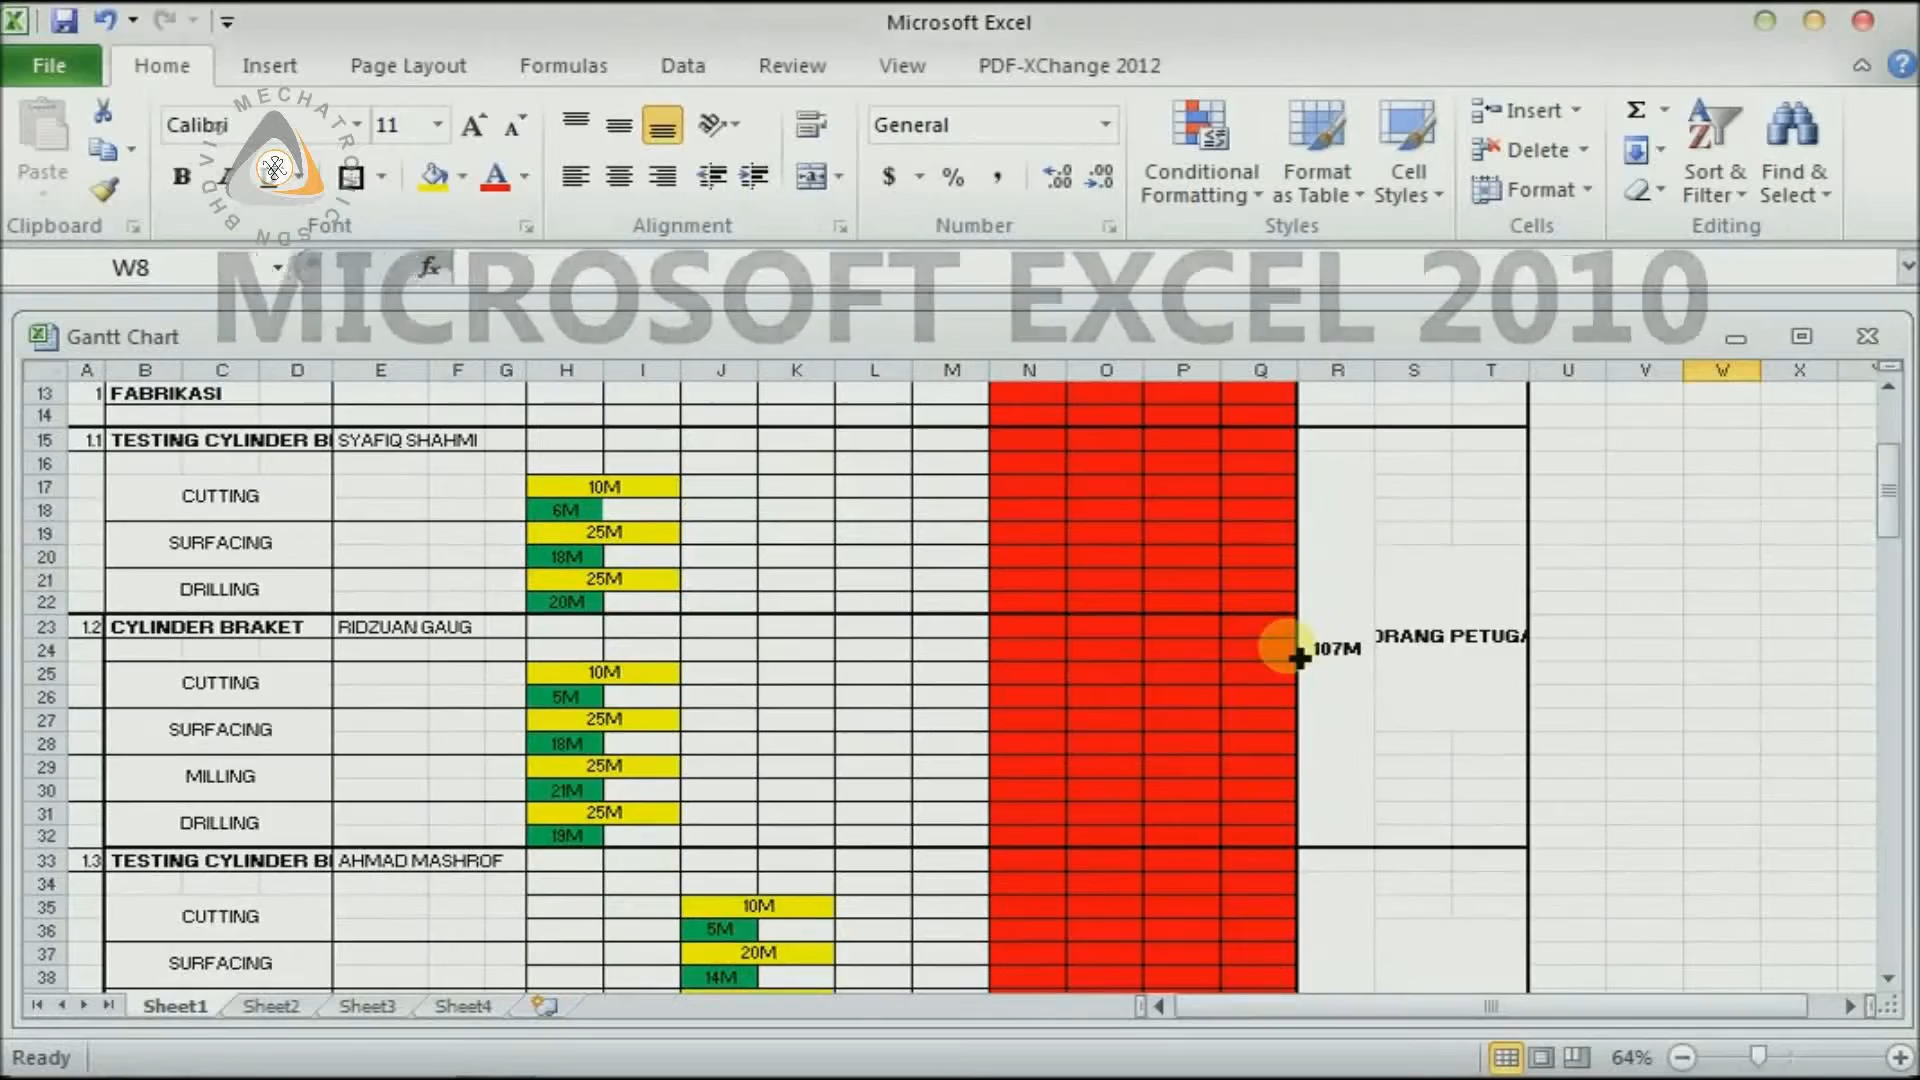 Microsoft Excel
File Home Insert Page Layout Formulas Data Review View PDF-XChange 2012
Paste
Calibri 11
General
B
$ %
Conditional Formatting
Format as Table
Cell Styles
Insert
Delete
Format
Sort & Filter
Find & Select
Clipboard Font Alignment Number Styles Cells Editing
MECHATRONIC SDN BHD
W8 fx
MICROSOFT EXCEL 2010
Gantt Chart
A B C D E F G H I J K L M N O P Q R S T U V W X
13 1 FABRIKASI
14
15 1.1 TESTING CYLINDER B SYAFIQ SHAHMI
16
17 CUTTING 10M
18 6M
19 SURFACING 25M
20 18M
21 DRILLING 25M
22 20M
23 1.2 CYLINDER BRAKET RIDZUAN GAUG
24 107M ORANG PETUGA
25 CUTTING 10M
26 5M
27 SURFACING 25M
28 18M
29 MILLING 25M
30 21M
31 DRILLING 25M
32 19M
33 1.3 TESTING CYLINDER B AHMAD MASHROF
34
35 CUTTING 10M
36 5M
37 SURFACING 20M
38 14M
Sheet1 Sheet2 Sheet3 Sheet4
Ready 64%